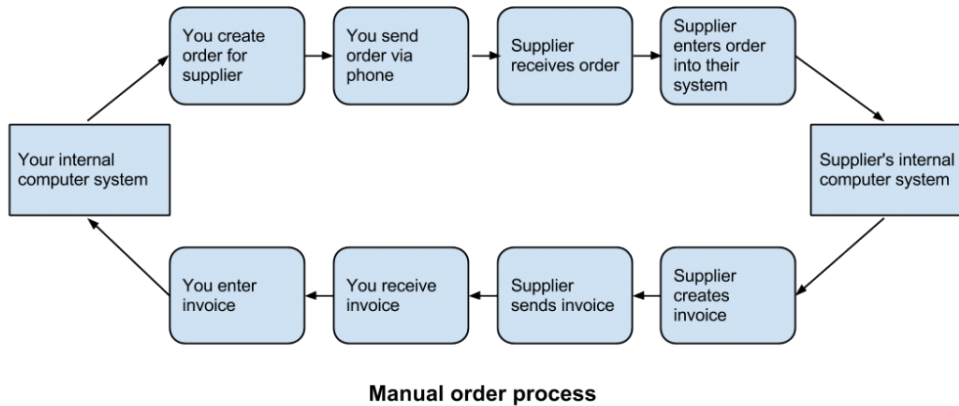 You create
order for
supplier
You send
order via
phone
Supplier
receives order
Supplier
enters order
into their
system
Your internal
computer system
Supplier's internal
computer system
You enter
invoice
You receive
invoice
Supplier
sends invoice
Supplier
creates
invoice
Manual order process